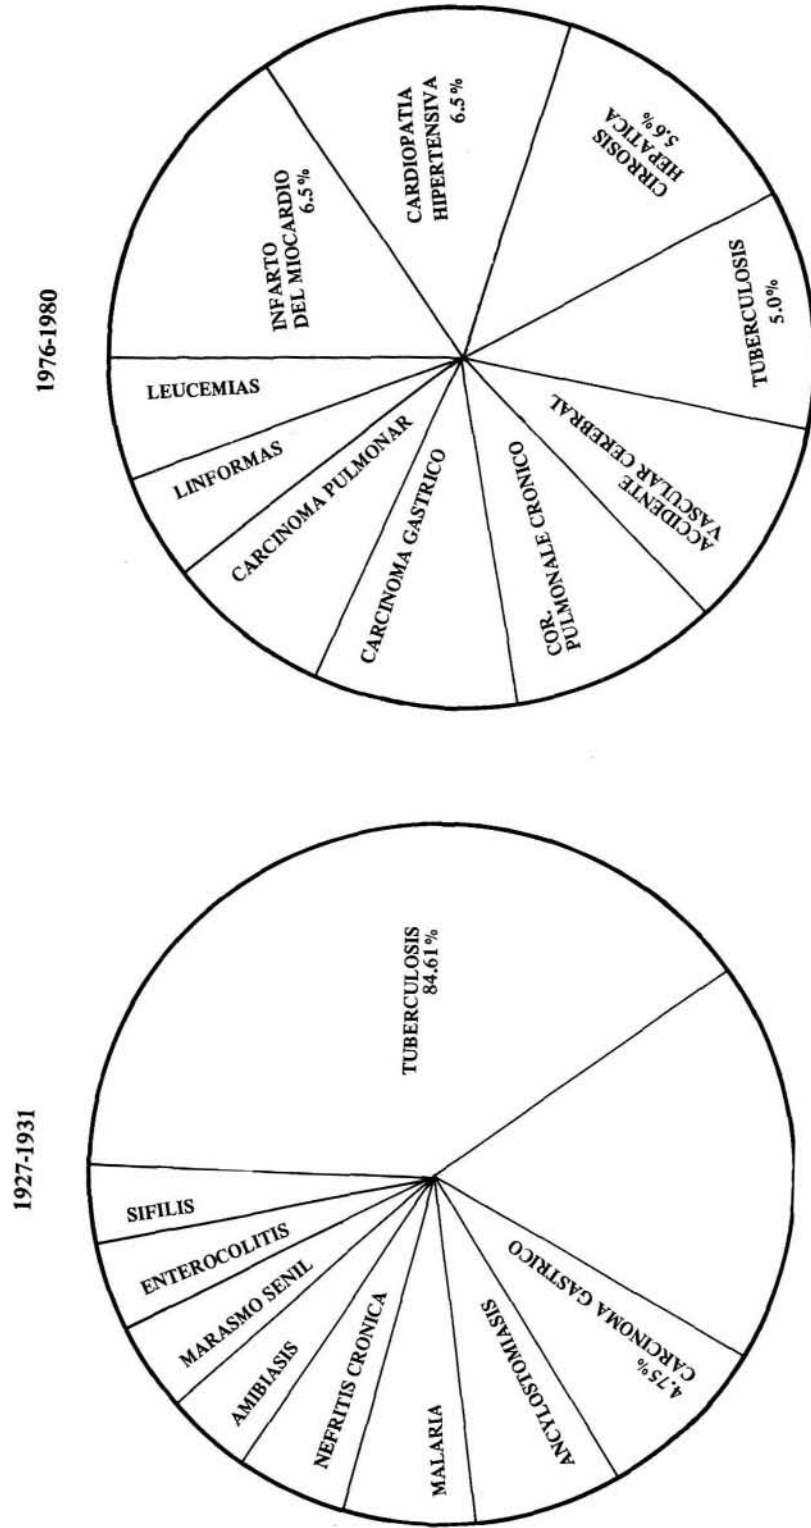 1927-1931
TUBERCULOSIS
84.61%
CARCINOMA GASTRICO
4.75%
ANCYLOSTOMIASIS
MALARIA
NEFRITIS CRONICA
AMIBIASIS
MARASMO SENIL
ENTEROCOLITIS
SIFILIS
1976-1980
INFARTO
DEL MIOCARDIO
6.5%
CARDIOPATIA
HIPERTENSIVA
6.5%
CIRROSIS
HEPATICA
5.6%
TUBERCULOSIS
5.0%
ACCIDENTE
VASCULAR CEREBRAL
COR.
PULMONALE CRONICO
CARCINOMA GASTRICO
CARCINOMA PULMONAR
LINFORMAS
LEUCEMIAS